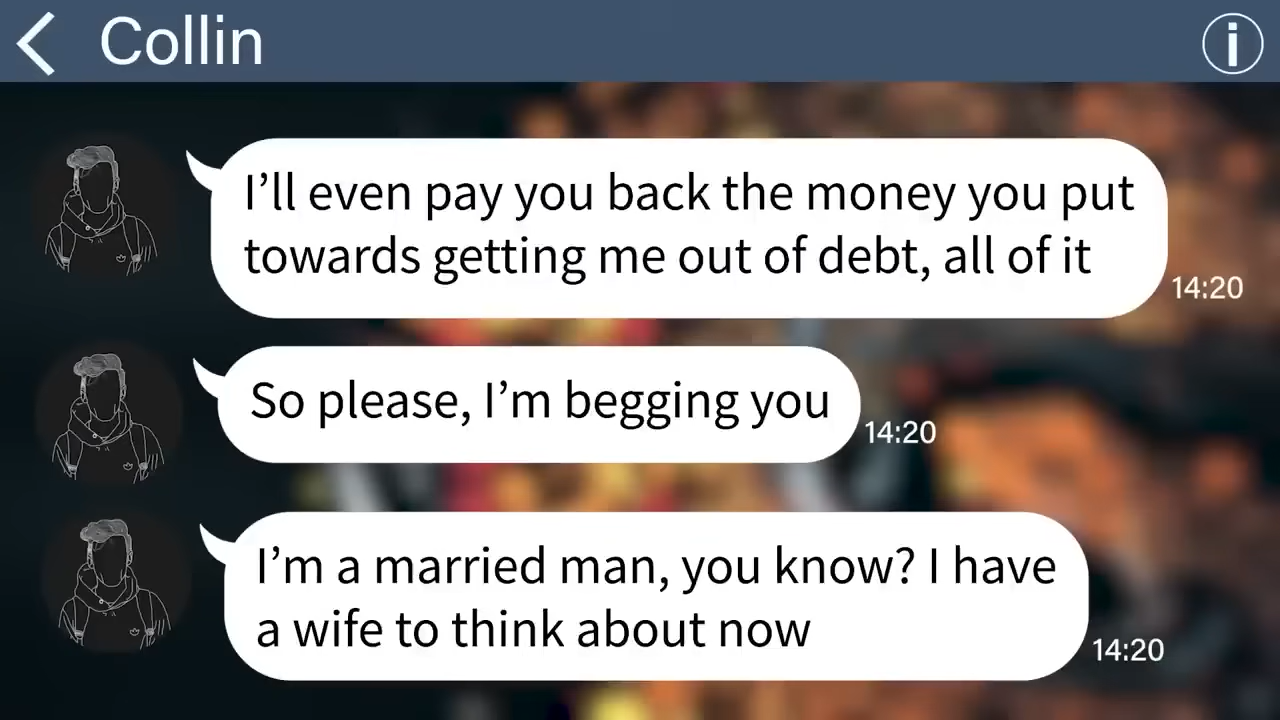 Collin
I’ll even pay you back the money you put
towards getting me out of debt, all of it
14:20
So please, I’m begging you
14:20
I’m a married man, you know? I have
a wife to think about now
14:20